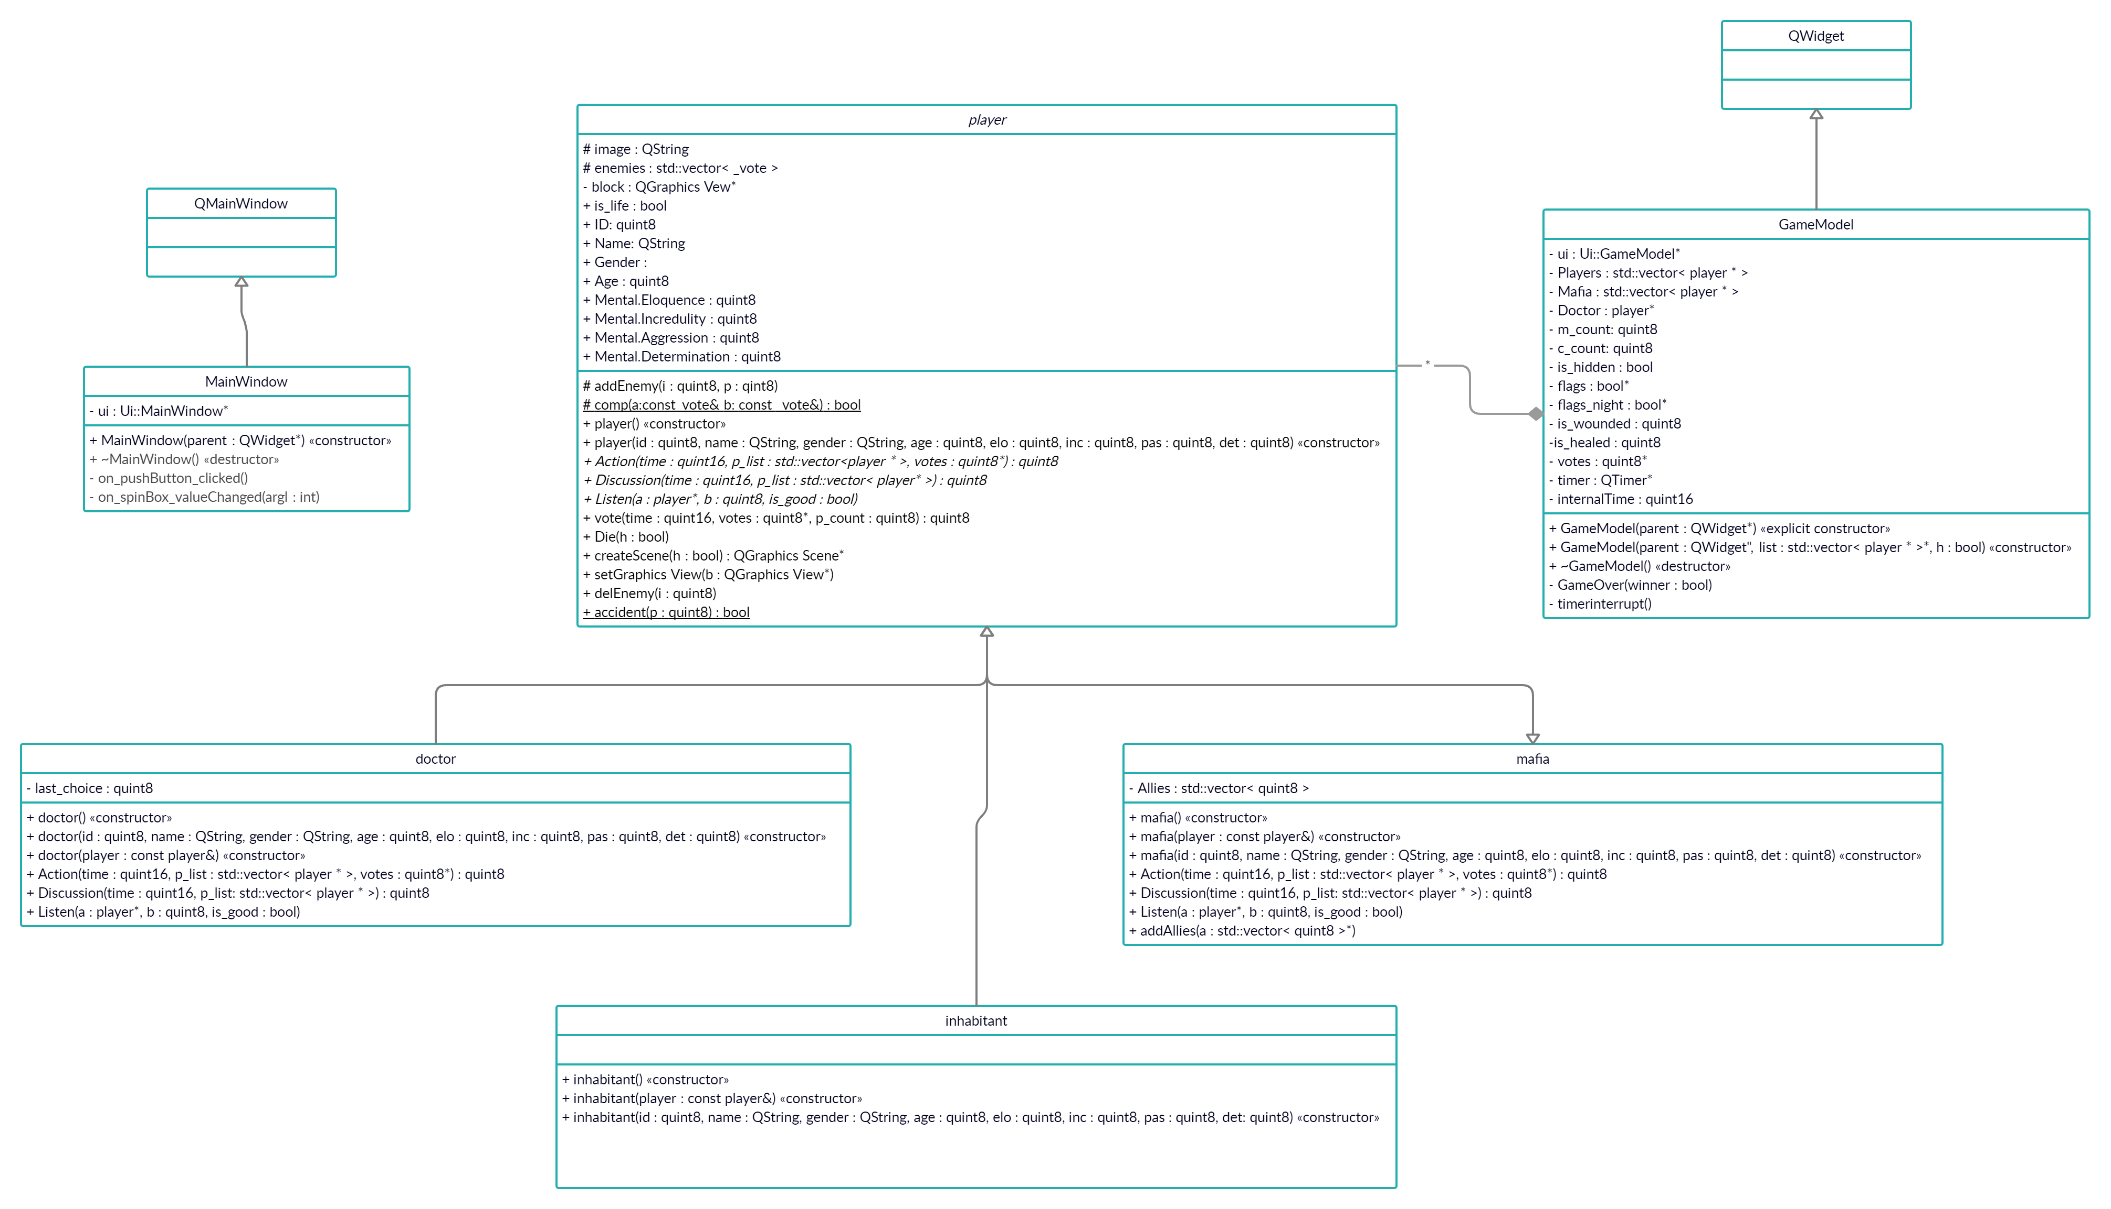 QWidget
player
# image : QString
# enemies : std::vector< _vote >
- block : QGraphics Vew*
+ is_life : bool
+ ID: quint8
+ Name: QString
+ Gender :
+ Age : quint8
+ Mental.Eloquence : quint8
+ Mental.Incredulity : quint8
+ Mental.Aggression : quint8
+ Mental.Determination : quint8
# addEnemy(i : quint8, p : qint8)
# comp(a:const_vote& b: const _vote&) : bool
+ player() «constructor»
+ player(id : quint8, name : QString, gender : QString, age : quint8, elo : quint8, inc : quint8, pas : quint8, det : quint8) «constructor»
+ Action(time : quint16, p_list : std::vector<player * >, votes : quint8*) : quint8
+ Discussion(time : quint16, p_list : std::vector< player* >) : quint8
+ Listen(a : player*, b : quint8, is_good : bool)
+ vote(time : quint16, votes : quint8*, p_count : quint8) : quint8
+ Die(h : bool)
+ createScene(h : bool) : QGraphics Scene*
+ setGraphics View(b : QGraphics View*)
+ delEnemy(i : quint8)
+ accident(p : quint8) : bool
QMainWindow
MainWindow
- ui : Ui::MainWindow*
+ MainWindow(parent : QWidget*) «constructor»
+ ~MainWindow() «destructor»
- on_pushButton_clicked()
- on_spinBox_valueChanged(argl : int)
*
GameModel
- ui : Ui::GameModel*
- Players : std::vector< player * >
- Mafia : std::vector< player * >
- Doctor : player*
- m_count: quint8
- c_count: quint8
- is_hidden : bool
- flags : bool*
- flags_night : bool*
- is_wounded : quint8
-is_healed : quint8
- votes : quint8*
- timer : QTimer*
- internalTime : quint16
+ GameModel(parent : QWidget*) «explicit constructor»
+ GameModel(parent : QWidget", list : std::vector< player * >*, h : bool) «constructor»
+ ~GameModel() «destructor»
- GameOver(winner : bool)
- timerinterrupt()
doctor
- last_choice : quint8
+ doctor() «constructor»
+ doctor(id : quint8, name : QString, gender : QString, age : quint8, elo : quint8, inc : quint8, pas : quint8, det : quint8) «constructor»
+ doctor(player : const player&) «constructor»
+ Action(time : quint16, p_list : std::vector< player * >, votes : quint8*) : quint8
+ Discussion(time : quint16, p_list: std::vector< player * >) : quint8
+ Listen(a : player*, b : quint8, is_good : bool)
mafia
- Allies : std::vector< quint8 >
+ mafia() «constructor»
+ mafia(player : const player&) «constructor»
+ mafia(id : quint8, name : QString, gender : QString, age : quint8, elo : quint8, inc : quint8, pas : quint8, det : quint8) «constructor»
+ Action(time : quint16, p_list : std::vector< player * >, votes : quint8*) : quint8
+ Discussion(time : quint16, p_list: std::vector< player * >) : quint8
+ Listen(a : player*, b : quint8, is_good : bool)
+ addAllies(a : std::vector< quint8 >*)
inhabitant
+ inhabitant() «constructor»
+ inhabitant(player : const player&) «constructor»
+ inhabitant(id : quint8, name : QString, gender : QString, age : quint8, elo : quint8, inc : quint8, pas : quint8, det: quint8) «constructor»